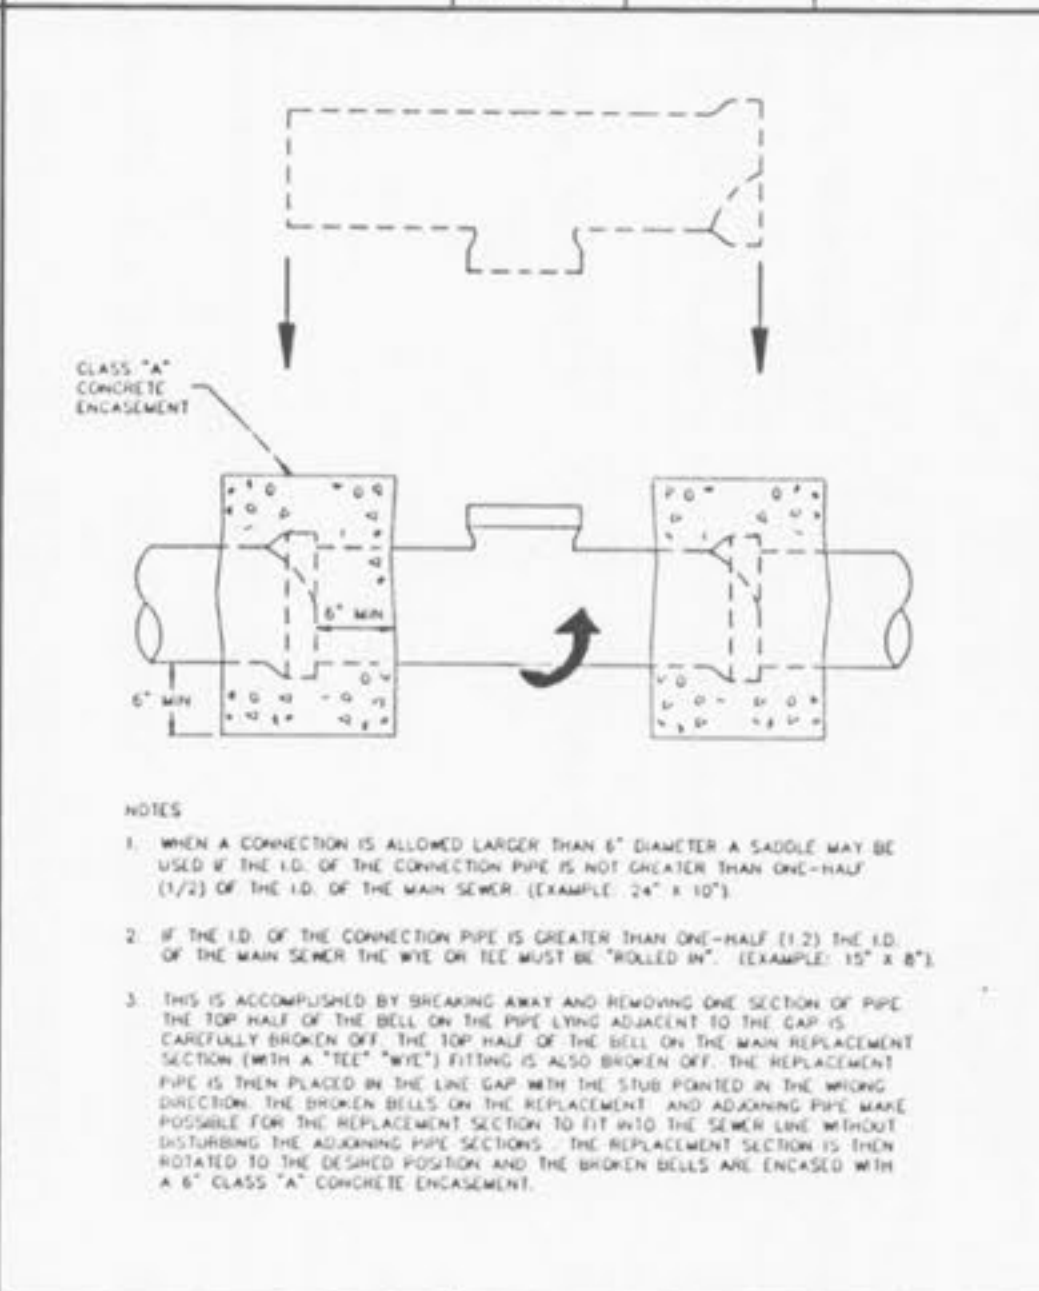 CLASS "A"
CONCRETE
ENCASEMENT
6" MIN
6" MIN
NOTES
1. WHEN A CONNECTION IS ALLOWED LARGER THAN 6" DIAMETER A SADDLE MAY BE
USED IF THE I.D. OF THE CONNECTION PIPE IS NOT GREATER THAN ONE-HALF
(1/2) OF THE I.D. OF THE MAIN SEWER. (EXAMPLE: 24" X 10").
2. IF THE I.D. OF THE CONNECTION PIPE IS GREATER THAN ONE-HALF (1.2) THE I.D.
OF THE MAIN SEWER THE WYE OR TEE MUST BE "ROLLED IN". (EXAMPLE: 15" X 8").
3. THIS IS ACCOMPLISHED BY BREAKING AWAY AND REMOVING ONE SECTION OF PIPE.
THE TOP HALF OF THE BELL ON THE PIPE LYING ADJACENT TO THE GAP IS
CAREFULLY BROKEN OFF. THE TOP HALF OF THE BELL ON THE MAIN REPLACEMENT
SECTION (WITH A "TEE" "WYE") FITTING IS ALSO BROKEN OFF. THE REPLACEMENT
PIPE IS THEN PLACED IN THE LINE GAP WITH THE STUB POINTED IN THE WRONG
DIRECTION. THE BROKEN BELLS ON THE REPLACEMENT AND ADJOINING PIPE MAKE
POSSIBLE FOR THE REPLACEMENT SECTION TO FIT INTO THE SEWER LINE WITHOUT
DISTURBING THE ADJOINING PIPE SECTIONS. THE REPLACEMENT SECTION IS THEN
ROTATED TO THE DESIRED POSITION AND THE BROKEN BELLS ARE ENCASED WITH
A 6" CLASS "A" CONCRETE ENCASEMENT.